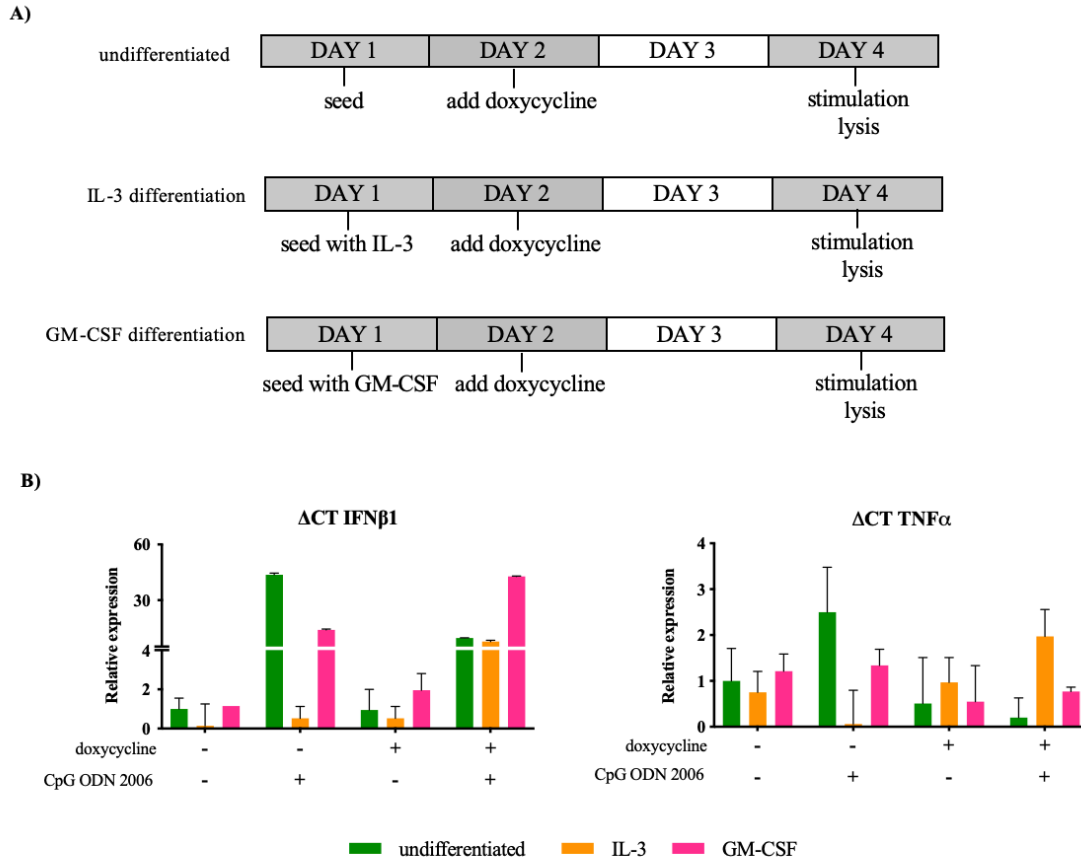 A)
undifferentiated
DAY 1 DAY 2 DAY 3 DAY 4
seed add doxycycline stimulation
lysis
IL-3 differentiation
DAY 1 DAY 2 DAY 3 DAY 4
seed with IL-3 add doxycycline stimulation
lysis
GM-CSF differentiation
DAY 1 DAY 2 DAY 3 DAY 4
seed with GM-CSF add doxycycline stimulation
lysis
B)
ΔCT IFNβ1
Relative expression
60
30
4
2
0
doxycycline - - + +
CpG ODN 2006 - + - +
ΔCT TNFα
Relative expression
4
3
2
1
0
doxycycline - - + +
CpG ODN 2006 - + - +
undifferentiated IL-3 GM-CSF